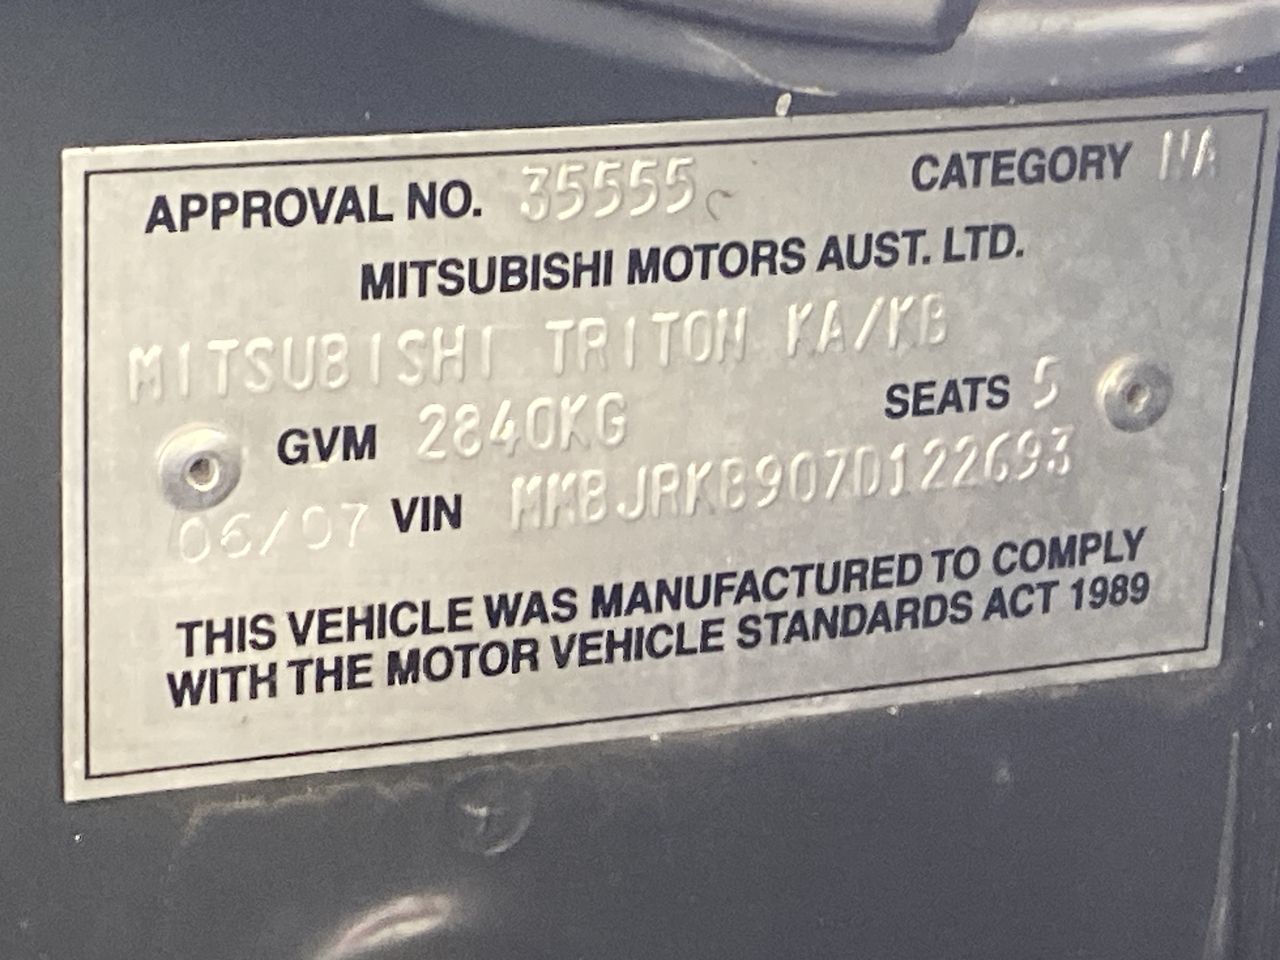 APPROVAL NO. 35555 CATEGORY NA
MITSUBISHI MOTORS AUST. LTD.
MITSUBISHI TRITON KA/KB
GVM 2840KG SEATS 5
06/07 VIN MMBJRKB907D122693
THIS VEHICLE WAS MANUFACTURED TO COMPLY
WITH THE MOTOR VEHICLE STANDARDS ACT 1989